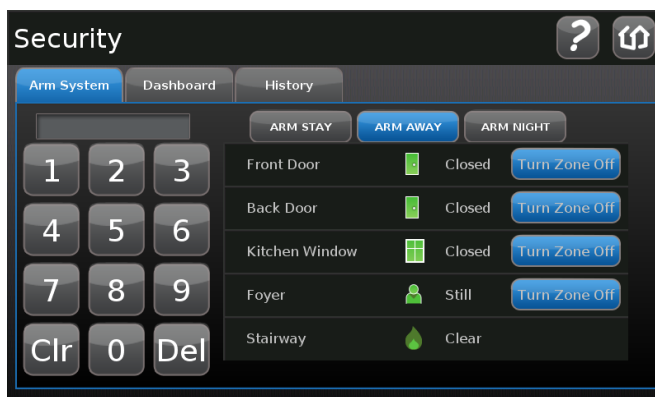 Security ?
Arm System Dashboard History
ARM STAY ARM AWAY ARM NIGHT
1 2 3
Front Door Closed Turn Zone Off
Back Door Closed Turn Zone Off
4 5 6
Kitchen Window Closed Turn Zone Off
7 8 9
Foyer Still Turn Zone Off
Clr 0 Del
Stairway Clear